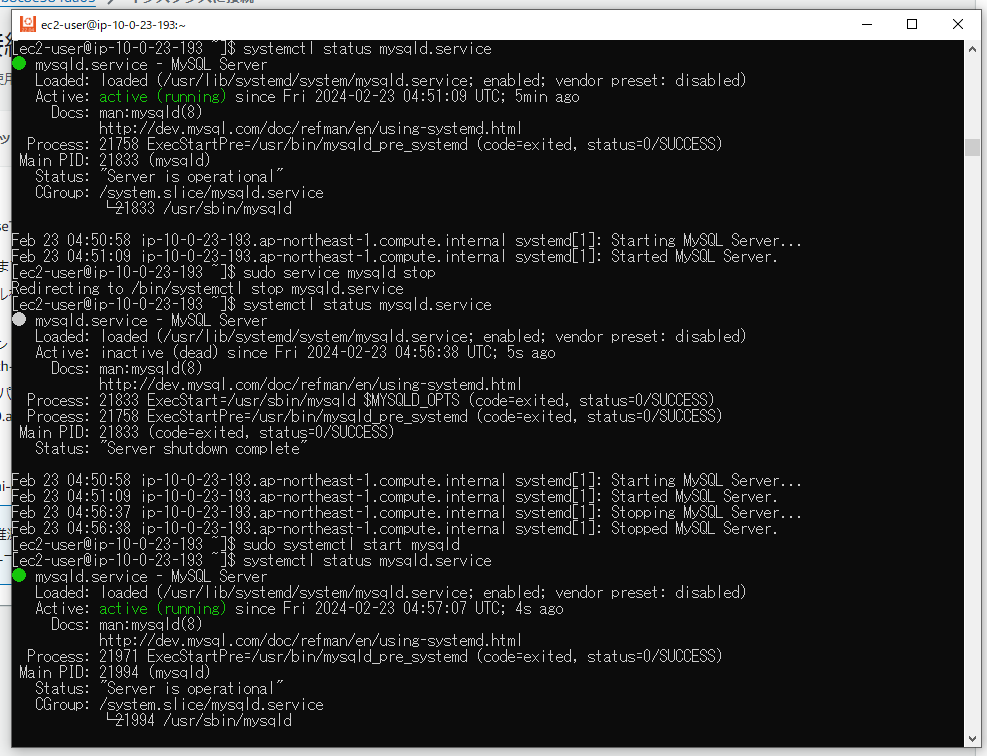 ec2-user@ip-10-0-23-193:~
[ec2-user@ip-10-0-23-193 ~]$ systemctl status mysqld.service
● mysqld.service - MySQL Server
Loaded: loaded (/usr/lib/systemd/system/mysqld.service; enabled; vendor preset: disabled)
Active: active (running) since Fri 2024-02-23 04:51:09 UTC; 5min ago
Docs: man:mysqld(8)
http://dev.mysql.com/doc/refman/en/using-systemd.html
Process: 21758 ExecStartPre=/usr/bin/mysqld_pre_systemd (code=exited, status=0/SUCCESS)
Main PID: 21833 (mysqld)
Status: "Server is operational"
CGroup: /system.slice/mysqld.service
└─21833 /usr/sbin/mysqld
Feb 23 04:50:58 ip-10-0-23-193.ap-northeast-1.compute.internal systemd[1]: Starting MySQL Server...
Feb 23 04:51:09 ip-10-0-23-193.ap-northeast-1.compute.internal systemd[1]: Started MySQL Server.
[ec2-user@ip-10-0-23-193 ~]$ sudo service mysqld stop
Redirecting to /bin/systemctl stop mysqld.service
[ec2-user@ip-10-0-23-193 ~]$ systemctl status mysqld.service
● mysqld.service - MySQL Server
Loaded: loaded (/usr/lib/systemd/system/mysqld.service; enabled; vendor preset: disabled)
Active: inactive (dead) since Fri 2024-02-23 04:56:38 UTC; 5s ago
Docs: man:mysqld(8)
http://dev.mysql.com/doc/refman/en/using-systemd.html
Process: 21833 ExecStart=/usr/sbin/mysqld $MYSQLD_OPTS (code=exited, status=0/SUCCESS)
Process: 21758 ExecStartPre=/usr/bin/mysqld_pre_systemd (code=exited, status=0/SUCCESS)
Main PID: 21833 (code=exited, status=0/SUCCESS)
Status: "Server shutdown complete"
Feb 23 04:50:58 ip-10-0-23-193.ap-northeast-1.compute.internal systemd[1]: Starting MySQL Server...
Feb 23 04:51:09 ip-10-0-23-193.ap-northeast-1.compute.internal systemd[1]: Started MySQL Server.
Feb 23 04:56:37 ip-10-0-23-193.ap-northeast-1.compute.internal systemd[1]: Stopping MySQL Server...
Feb 23 04:56:38 ip-10-0-23-193.ap-northeast-1.compute.internal systemd[1]: Stopped MySQL Server.
[ec2-user@ip-10-0-23-193 ~]$ sudo systemctl start mysqld
[ec2-user@ip-10-0-23-193 ~]$ systemctl status mysqld.service
● mysqld.service - MySQL Server
Loaded: loaded (/usr/lib/systemd/system/mysqld.service; enabled; vendor preset: disabled)
Active: active (running) since Fri 2024-02-23 04:57:07 UTC; 4s ago
Docs: man:mysqld(8)
http://dev.mysql.com/doc/refman/en/using-systemd.html
Process: 21971 ExecStartPre=/usr/bin/mysqld_pre_systemd (code=exited, status=0/SUCCESS)
Main PID: 21994 (mysqld)
Status: "Server is operational"
CGroup: /system.slice/mysqld.service
└─21994 /usr/sbin/mysqld